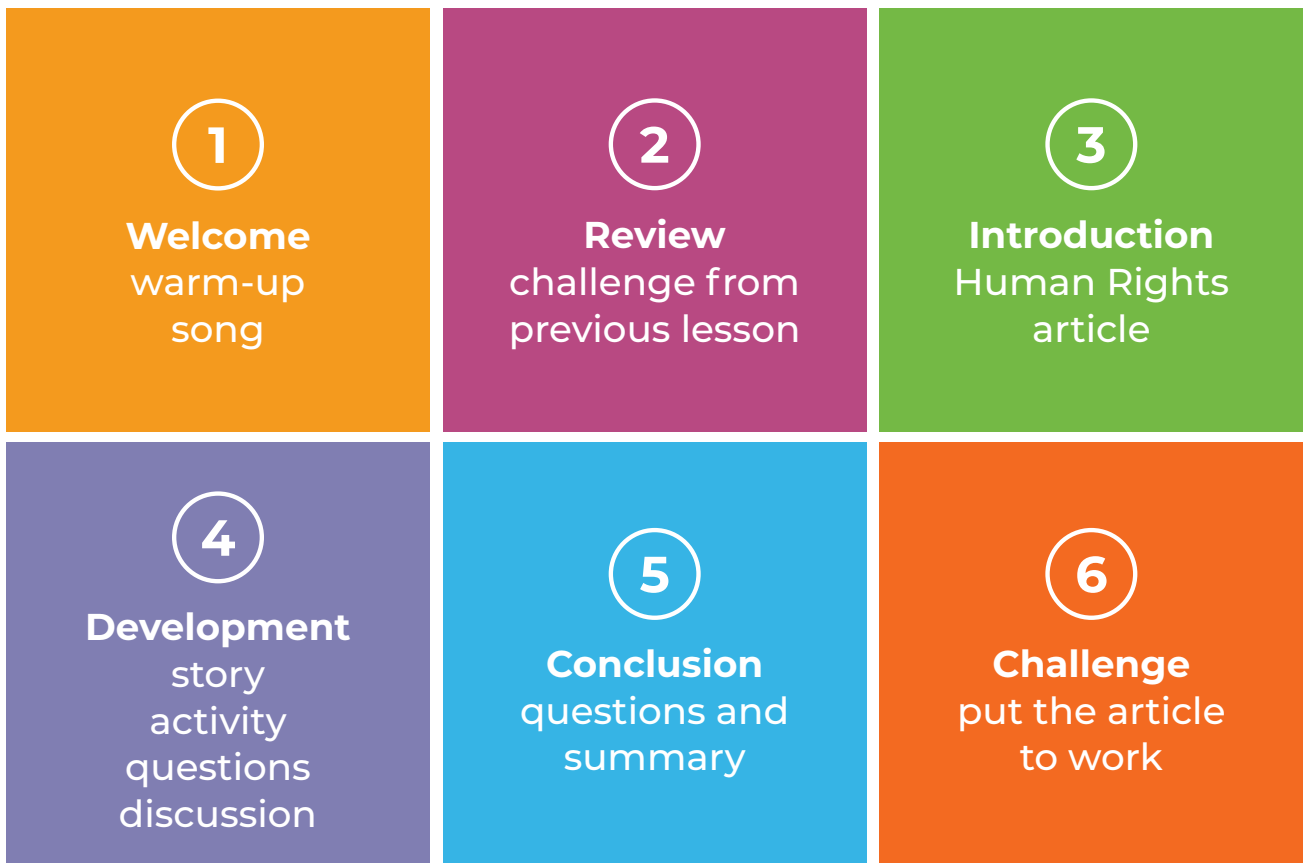 1
Welcome
warm-up
song
2
Review
challenge from
previous lesson
3
Introduction
Human Rights
article
4
Development
story
activity
questions
discussion
5
Conclusion
questions and
summary
6
Challenge
put the article
to work